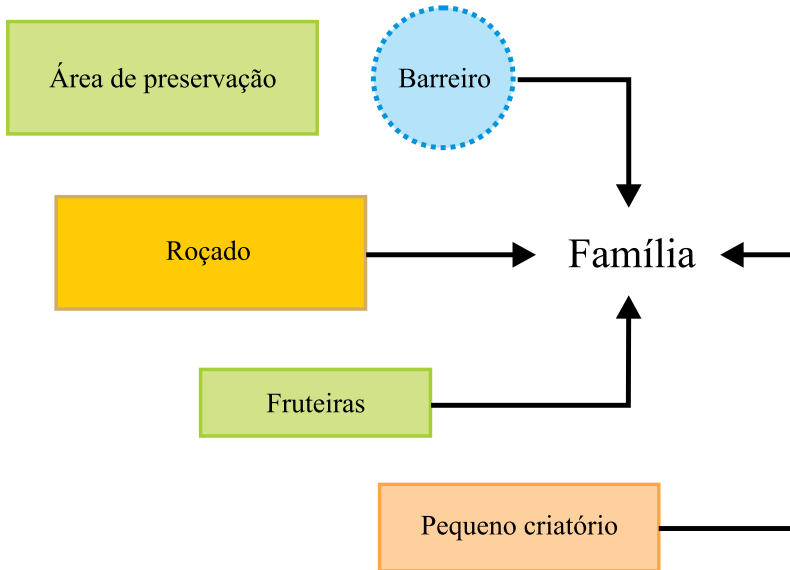 Área de preservação
Barreiro
Roçado
Família
Fruteiras
Pequeno criatório